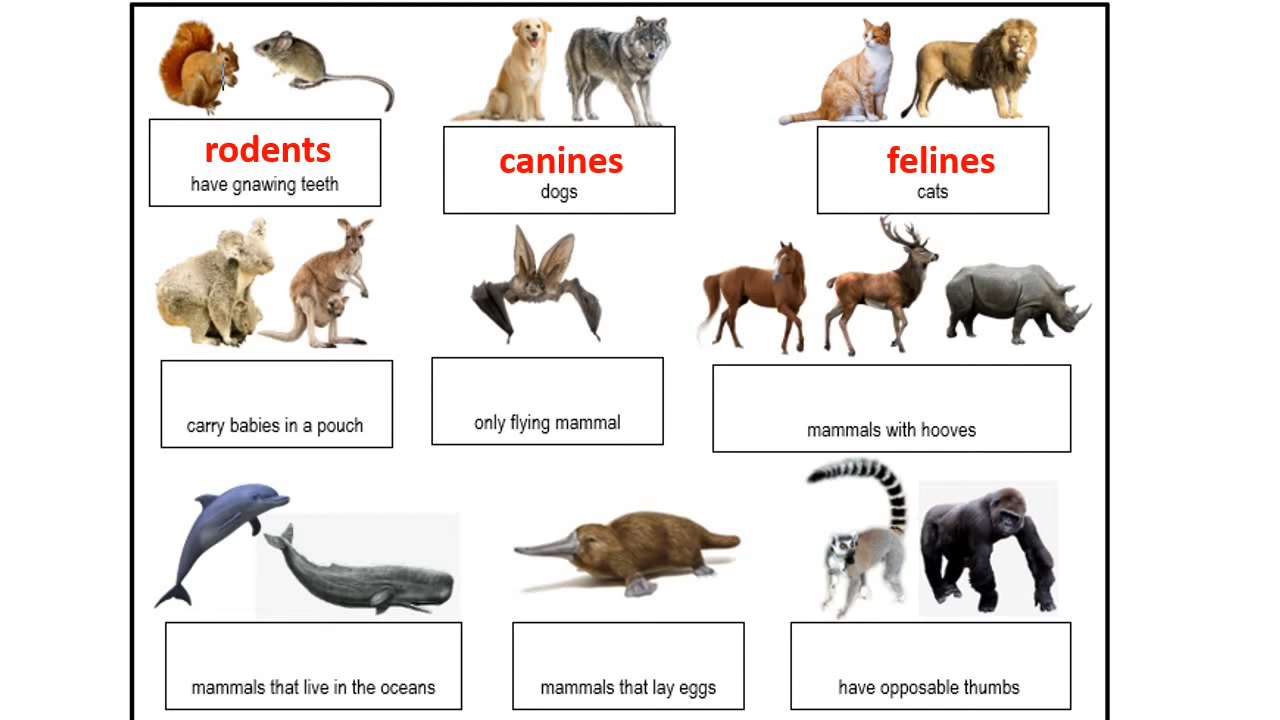 rodents
have gnawing teeth
canines
dogs
felines
cats
carry babies in a pouch
only flying mammal
mammals with hooves
mammals that live in the oceans
mammals that lay eggs
have opposable thumbs